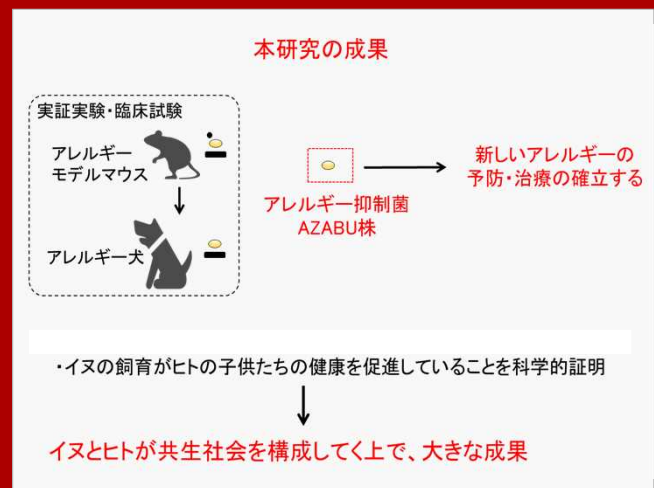 本研究の成果
実証実験・臨床試験
アレルギー
モデルマウス
アレルギー犬
アレルギー抑制菌
AZABU株
新しいアレルギーの
予防・治療の確立する
・イヌの飼育がヒトの子供たちの健康を促進していることを科学的証明
イヌとヒトが共生社会を構成してく上で、大きな成果